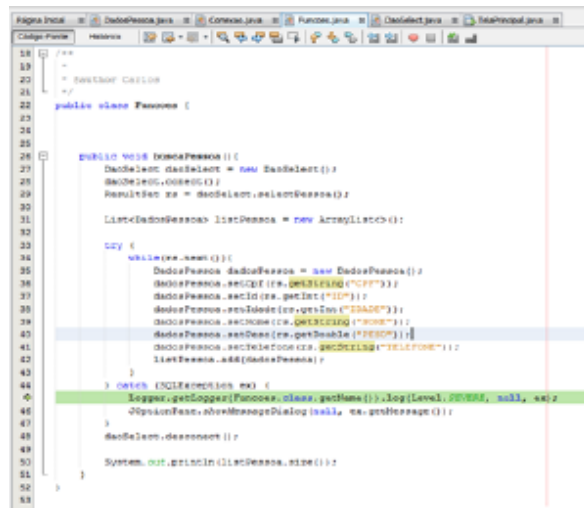 Página Inicial DadosPessoa.java Conexao.java Funcoes.java DaoSelect.java TelaPrincipal.java
Código-Fonte Histórico
18 /**
19 *
20 * @author Carlos
21 */
22 public class Funcoes {
23
24
25
26 public void buscaPessoa(){
27 DaoSelect daoSelect = new DaoSelect();
28 daoSelect.conect();
29 ResultSet rs = daoSelect.selectPessoa();
30
31 List<DadosPessoa> listPessoa = new ArrayList<>();
32
33 try {
34 while(rs.next()){
35 DadosPessoa dadosPessoa = new DadosPessoa();
36 dadosPessoa.setCpf(rs.getString("CPF"));
37 dadosPessoa.setId(rs.getInt("ID"));
38 dadosPessoa.setIdade(rs.getInt("IDADE"));
39 dadosPessoa.setNome(rs.getString("NOME"));
40 dadosPessoa.setPeso(rs.getDouble("PESO"));
41 dadosPessoa.setTelefone(rs.getString("TELEFONE"));
42 listPessoa.add(dadosPessoa);
43 }
44 } catch (SQLException ex) {
Logger.getLogger(Funcoes.class.getName()).log(Level.SEVERE, null, ex);
46 JOptionPane.showMessageDialog(null, ex.getMessage());
47 }
48 daoSelect.desconect();
49
50 System.out.println(listPessoa.size());
51 }
52 }
53